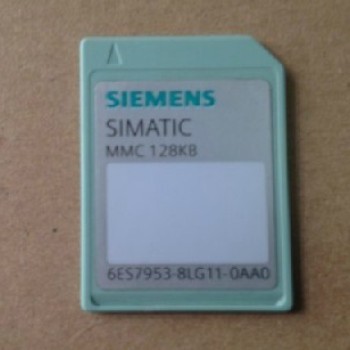 SIEMENS
SIMATIC
MMC 128KB
6ES7953-8LG11-0AA0